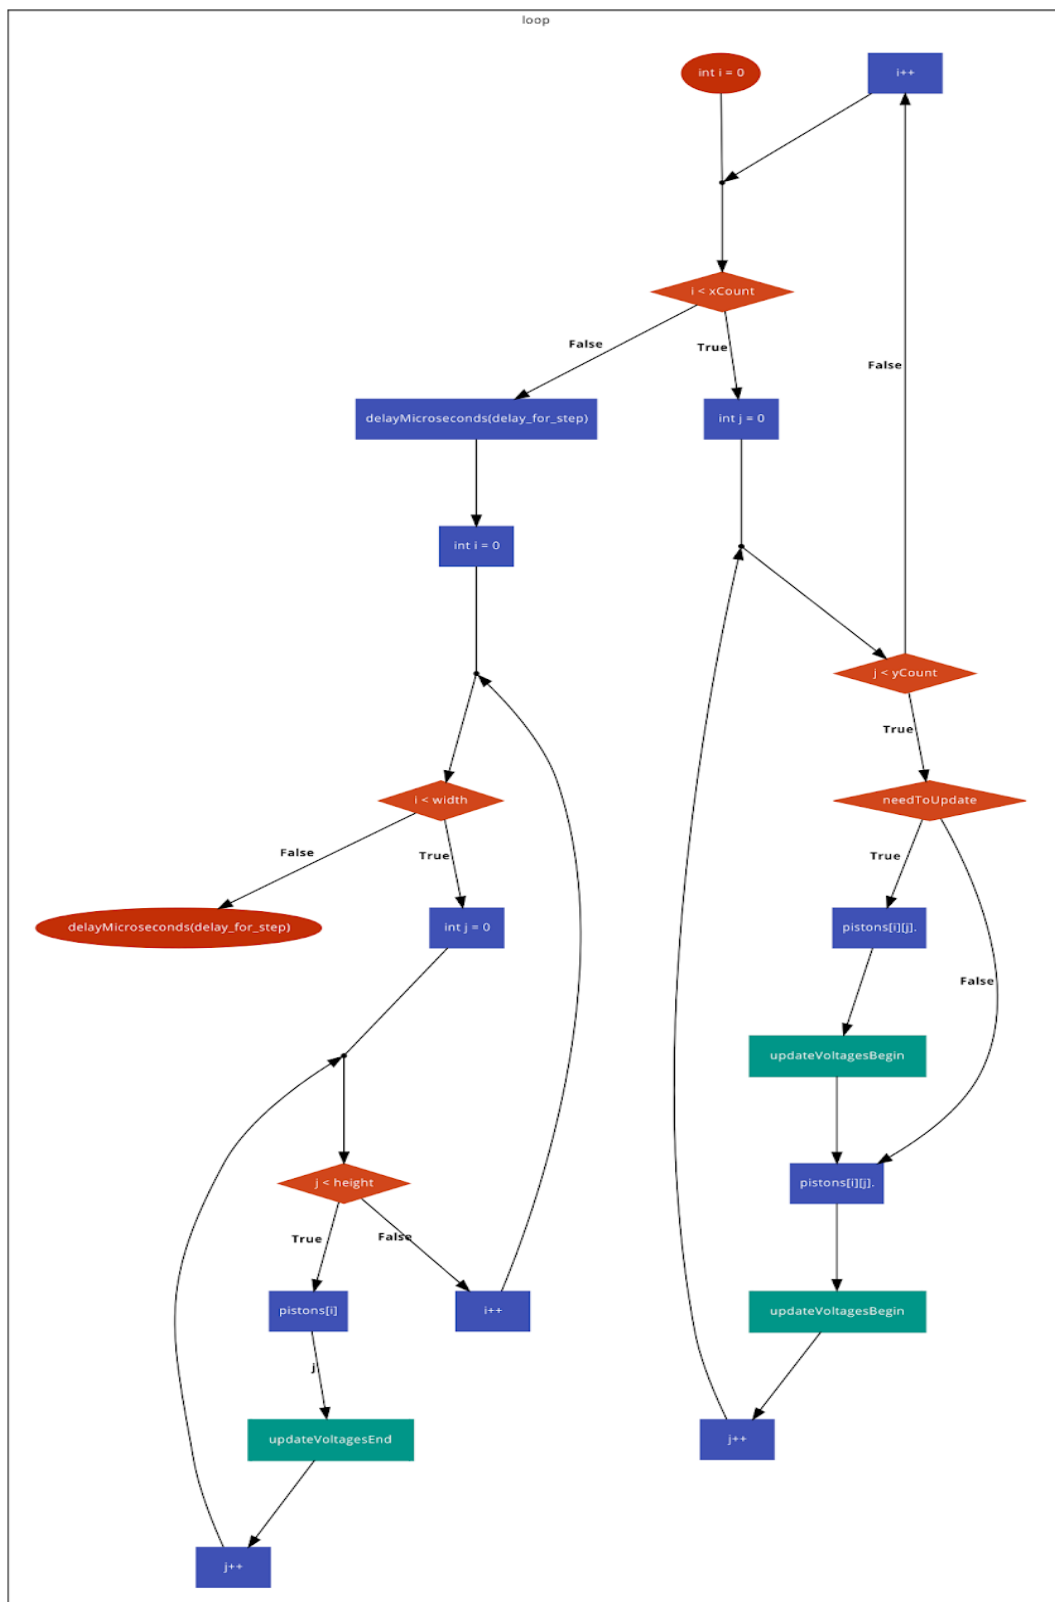 loop
int i = 0
i++
i < xCount
False
True
False
delayMicroseconds(delay_for_step)
int j = 0
int i = 0
j < yCount
True
i < width
needToUpdate
False
True
True
delayMicroseconds(delay_for_step)
int j = 0
pistons[i][j].
False
updateVoltagesBegin
j < height
pistons[i][j].
True
False
pistons[i]
i++
updateVoltagesBegin
j
updateVoltagesEnd
j++
j++